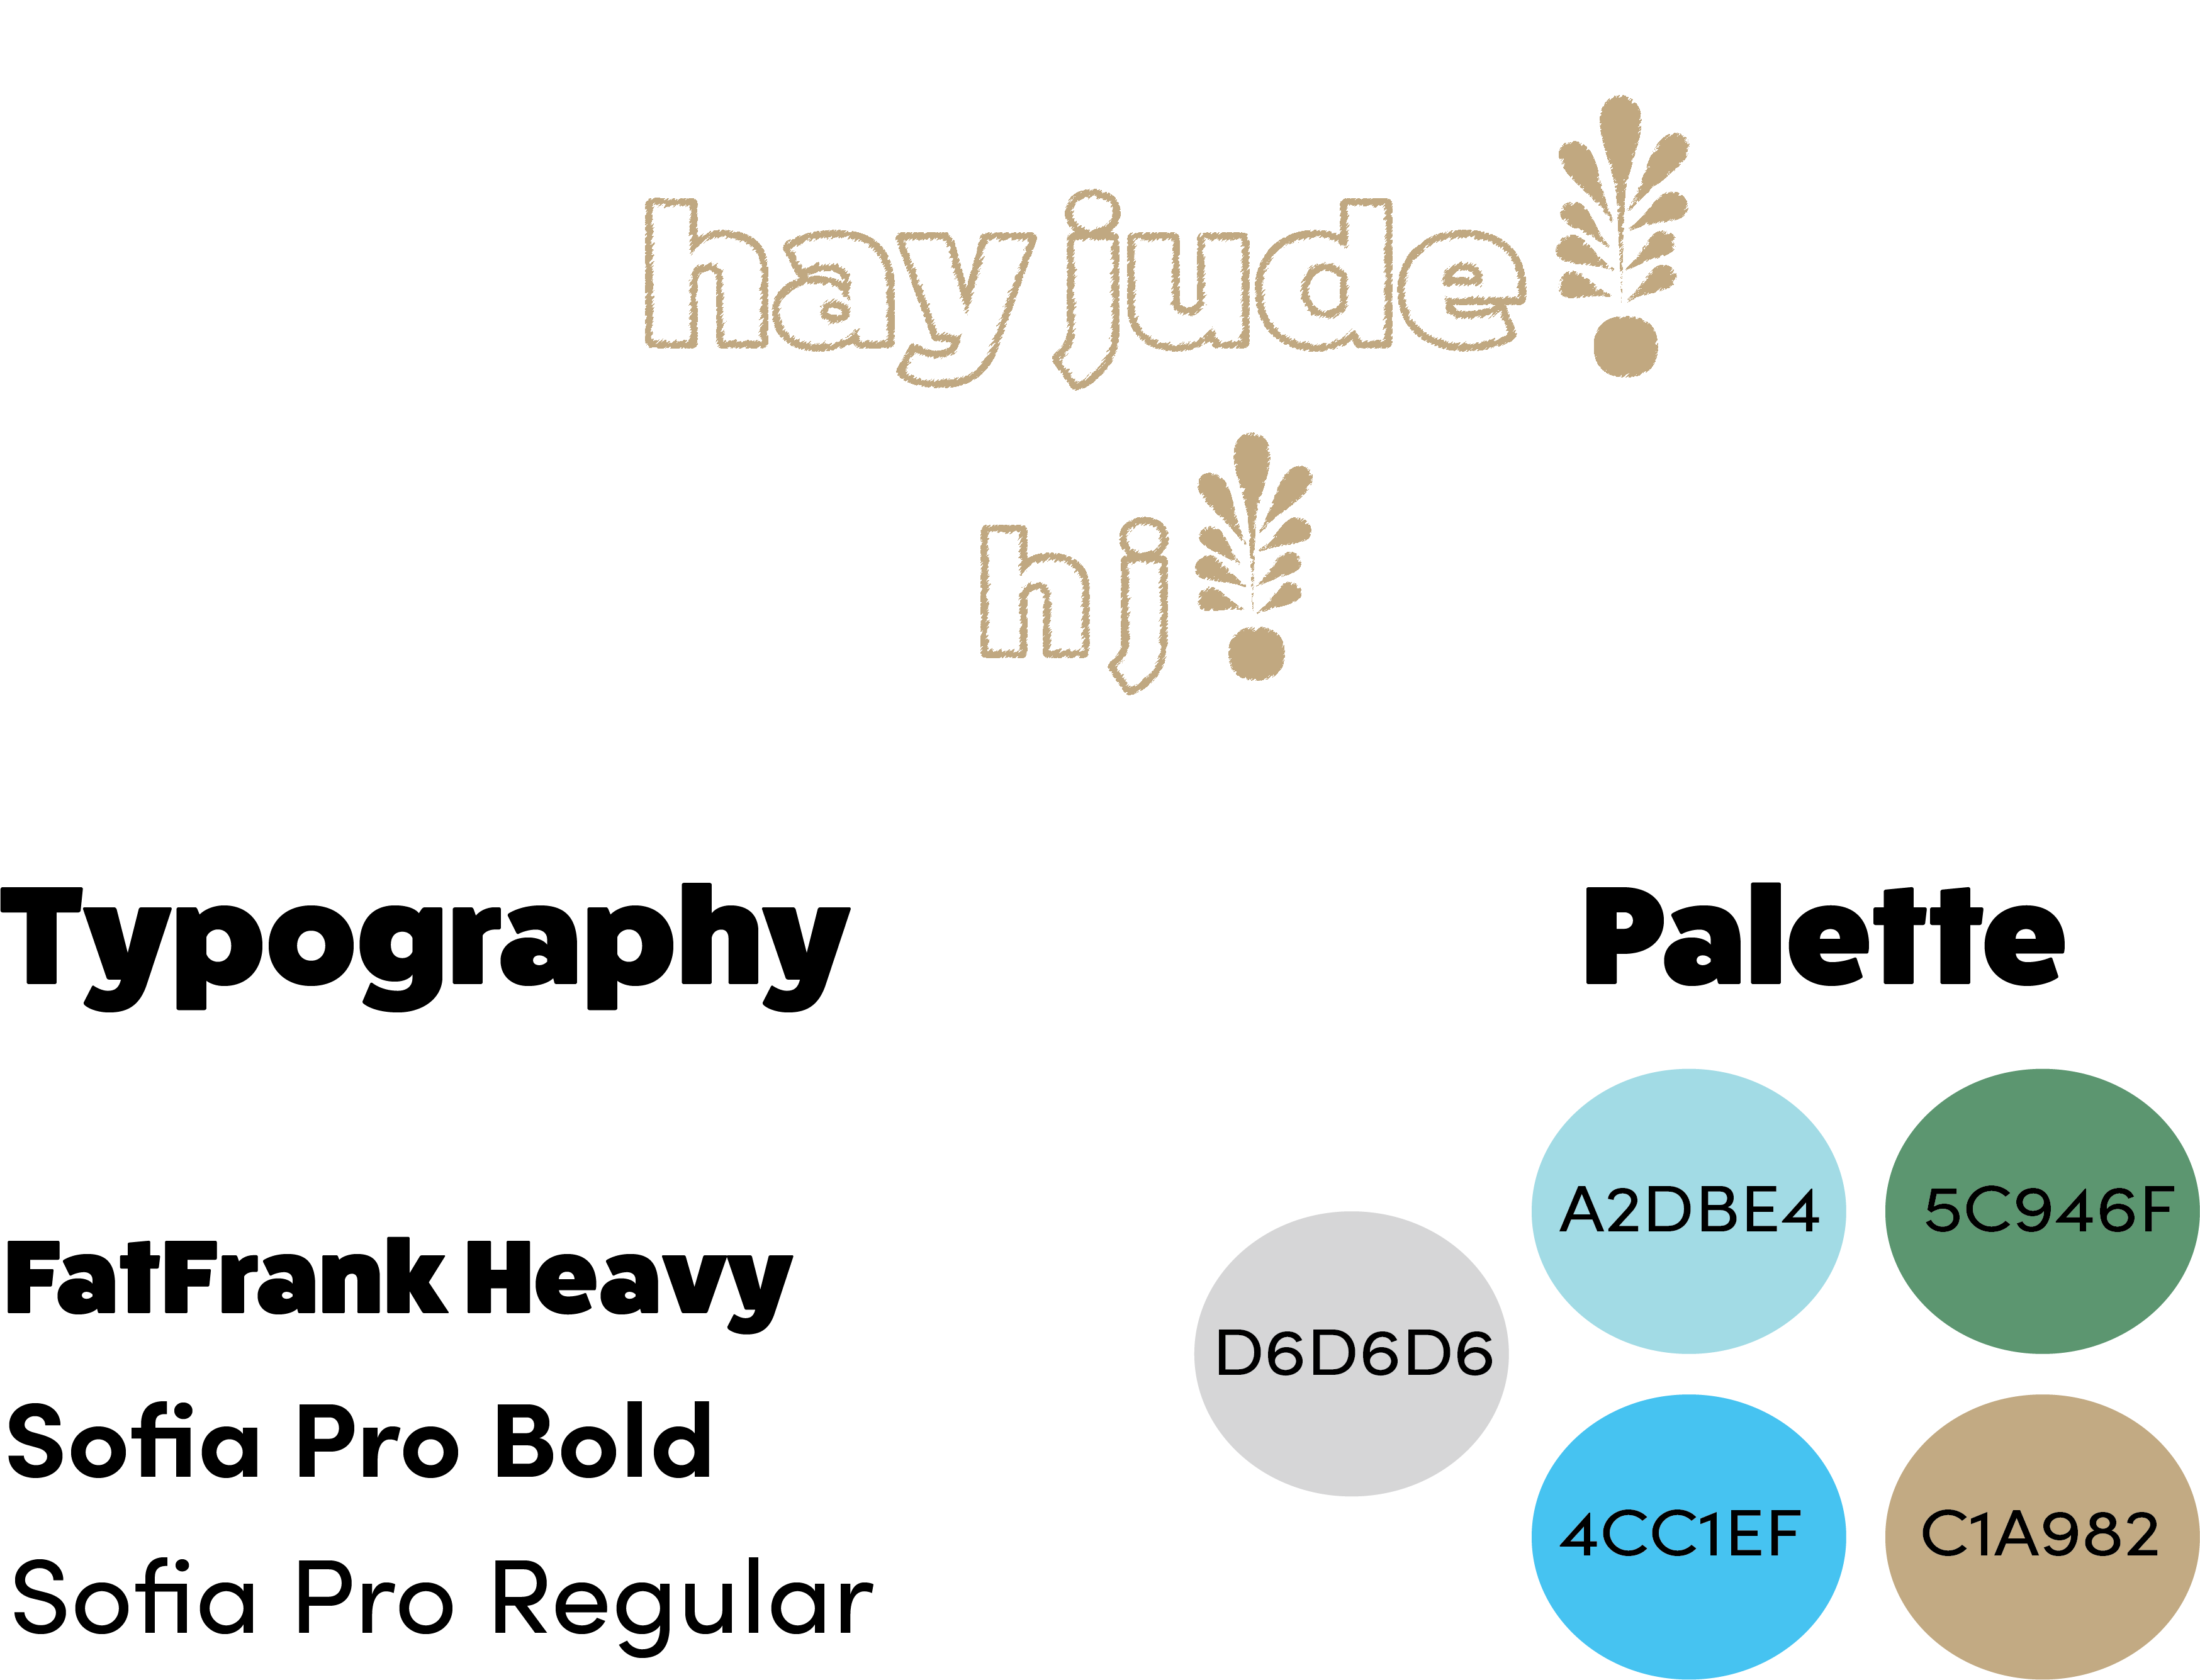 hay jude!
hj!
Typography
Palette
FatFrank Heavy
Sofia Pro Bold
Sofia Pro Regular
D6D6D6
A2DBE4
5C946F
4CC1EF
C1A982